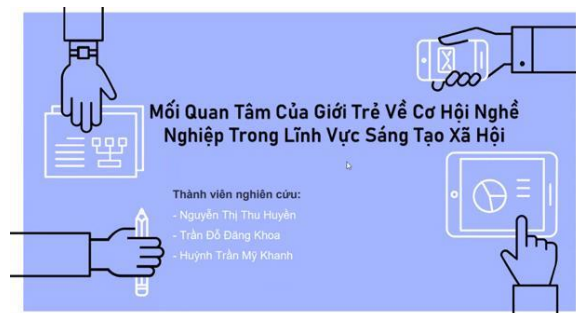 Mối Quan Tâm Của Giới Trẻ Về Cơ Hội Nghề
Nghiệp Trong Lĩnh Vực Sáng Tạo Xã Hội
Thành viên nghiên cứu:
- Nguyễn Thị Thu Huyền
- Trần Đỗ Đăng Khoa
- Huỳnh Trần Mỹ Khanh